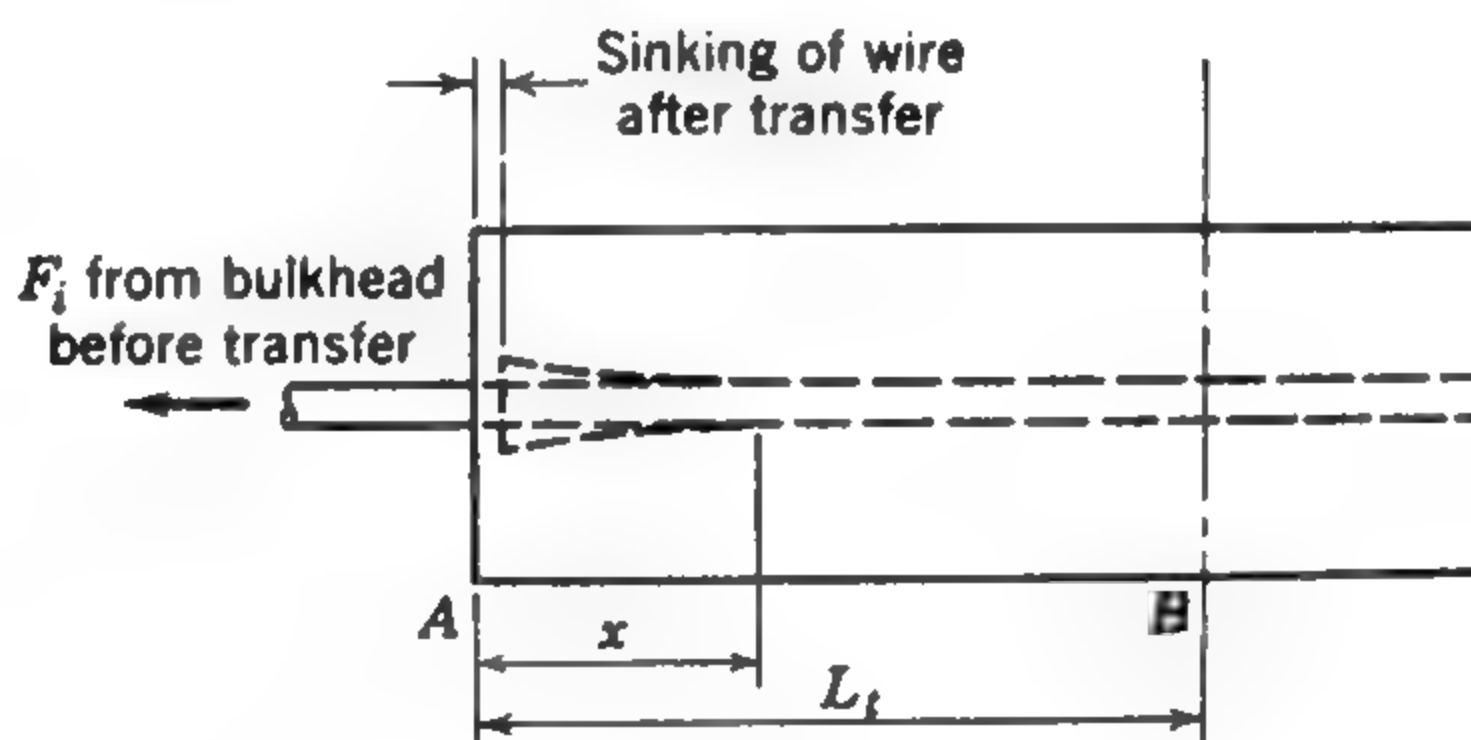 Sinking of wire
after transfer
F_i from bulkhead
before transfer
A
B
x
L_t